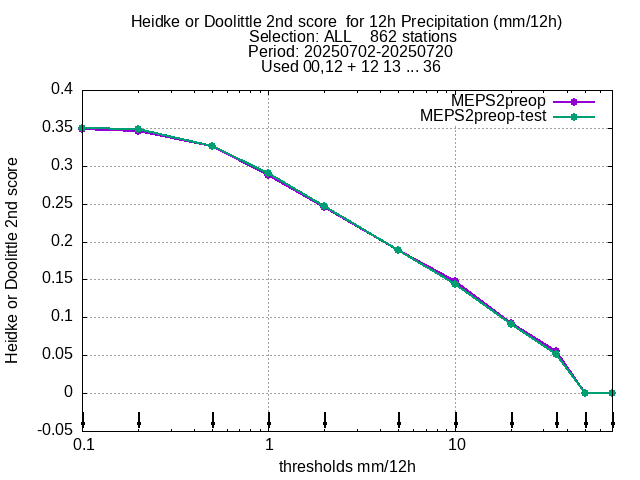 Heidke or Doolittle 2nd score  for 12h Precipitation (mm/12h)
Selection: ALL    862 stations
Period: 20250702-20250720
Used 00,12 + 12 13 ... 36
MEPS2preop
MEPS2preop-test
0.4
0.35
0.3
0.25
0.2
0.15
0.1
0.05
0
-0.05
0.1 1 10
thresholds mm/12h
Heidke or Doolittle 2nd score